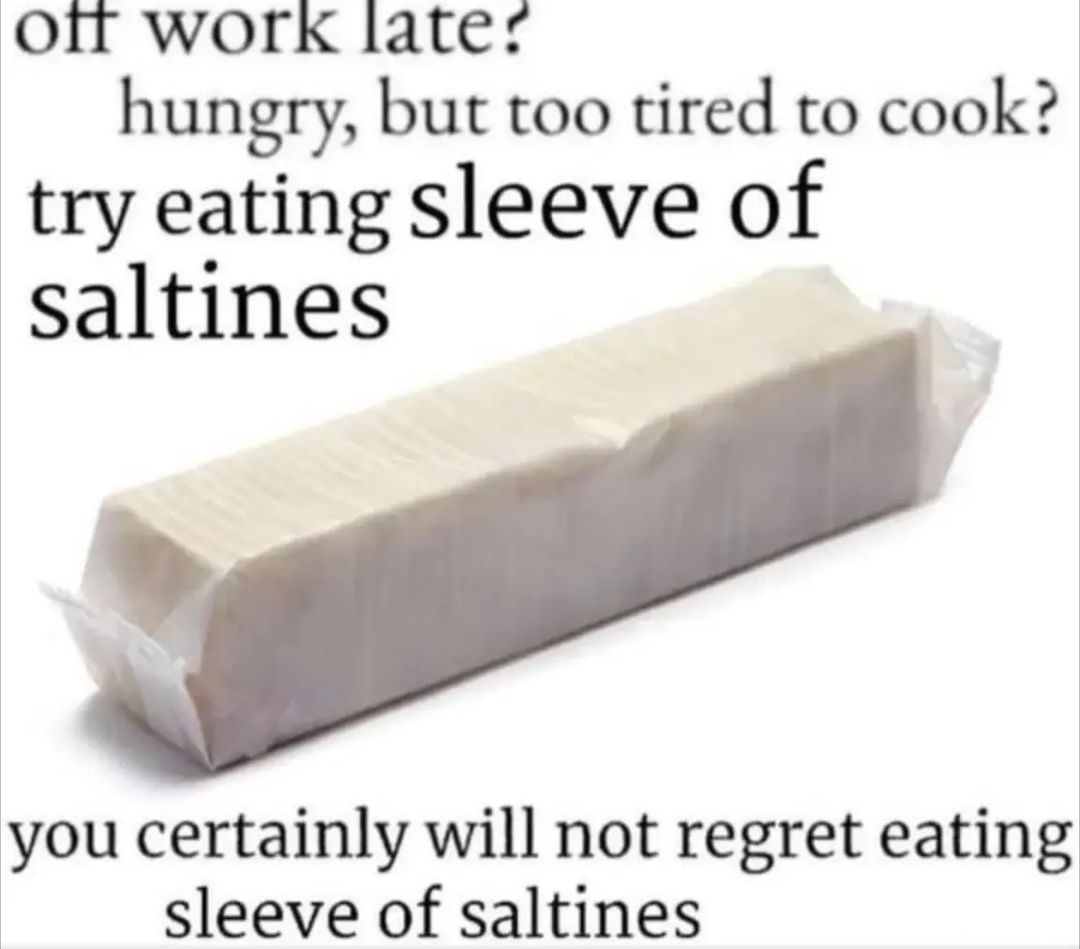 off work late?
hungry, but too tired to cook?
try eating sleeve of
saltines
you certainly will not regret eating
sleeve of saltines